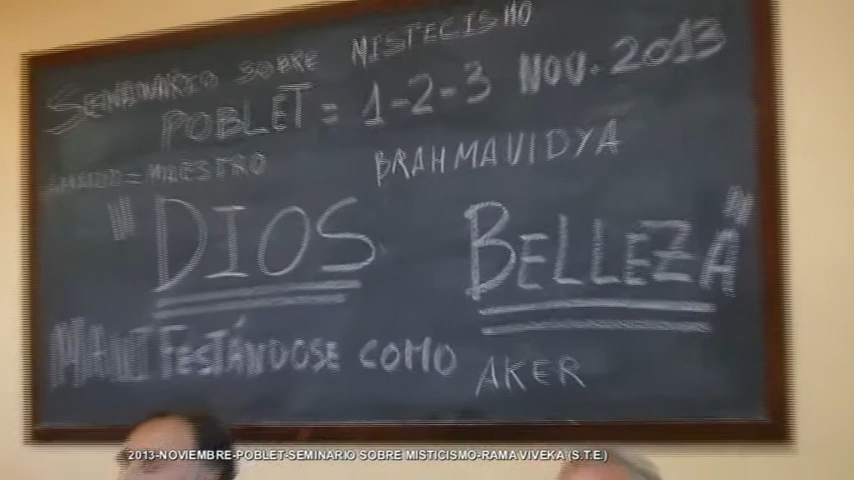 SEMINARIO SOBRE MISTECISMO
POBLET = 1-2-3 NOV. 2013
= MAESTRO BRAHMAVIDYA
"DIOS BELLEZA"
MANIFESTÁNDOSE COMO AKER
2013-NOVIEMBRE-POBLET-SEMINARIO SOBRE MISTICISMO-RAMA VIVEKA (S.T.E.)